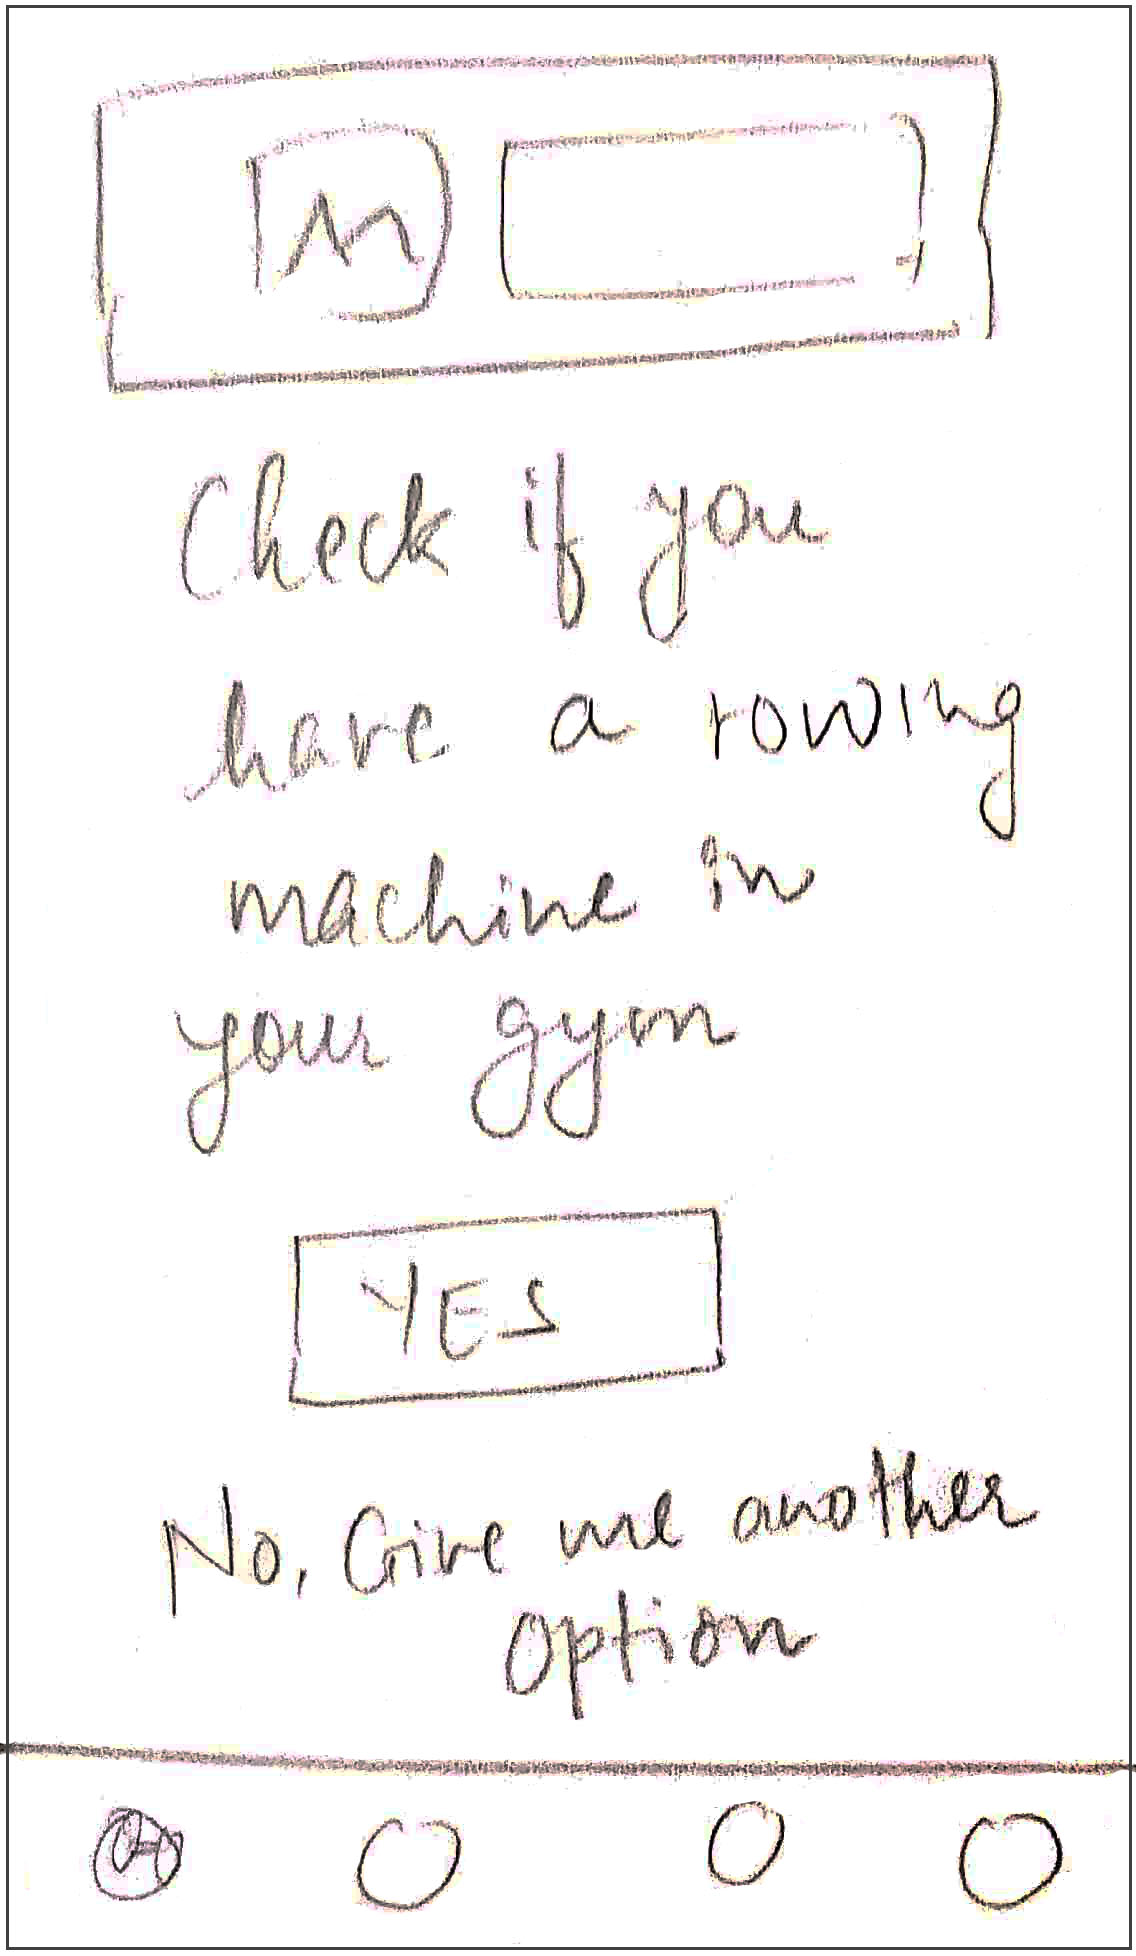 Check if you
have a rowing
machine in
your gym
YES
No, Give me another
option